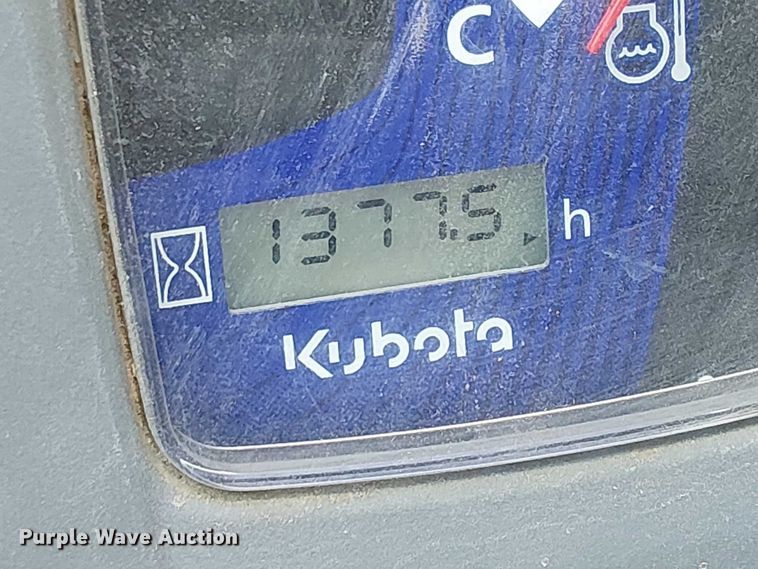 C
1377.5 h
Kubota
Purple Wave Auction